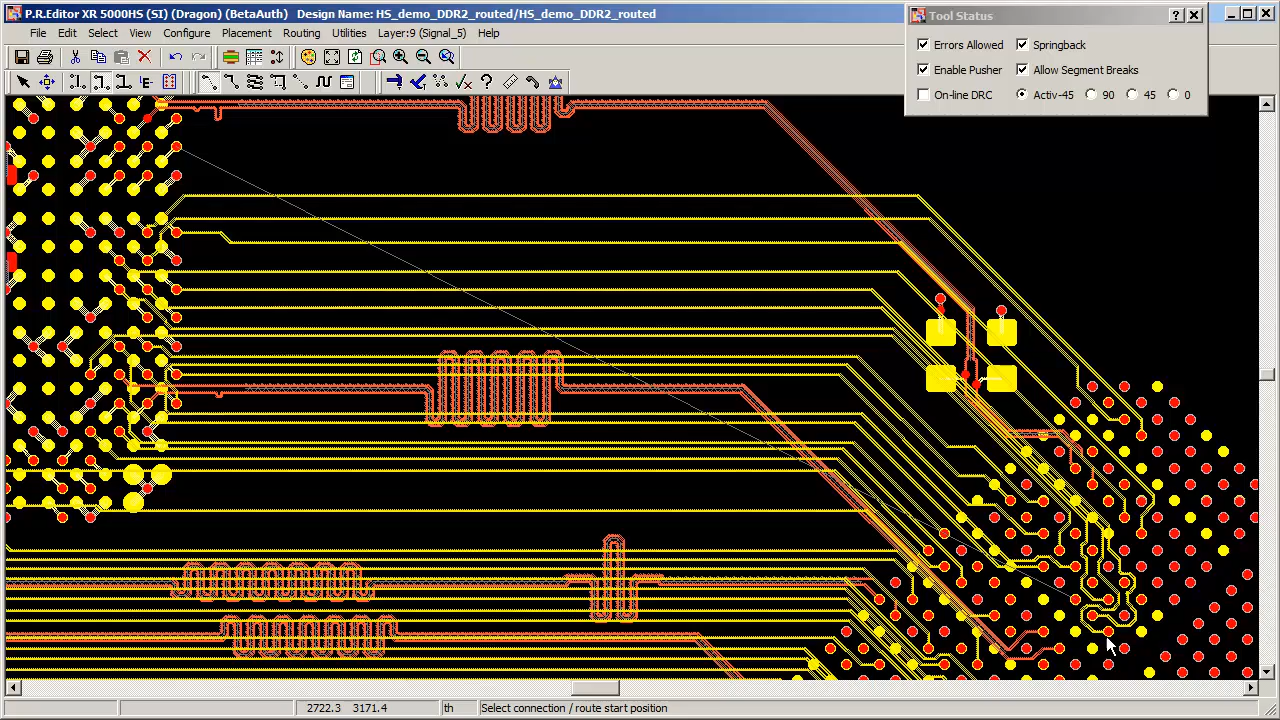 P.R.Editor XR 5000HS (SI) (Dragon) (BetaAuth)   Design Name: HS_demo_DDR2_routed/HS_demo_DDR2_routed
File Edit Select View Configure Placement Routing Utilities Layer:9 (Signal_5) Help
Tool Status
Errors Allowed Springback
Enable Pusher Allow Segment Breaks
On-line DRC Activ-45 90 45 0
2722.3 3171.4 th Select connection / route start position